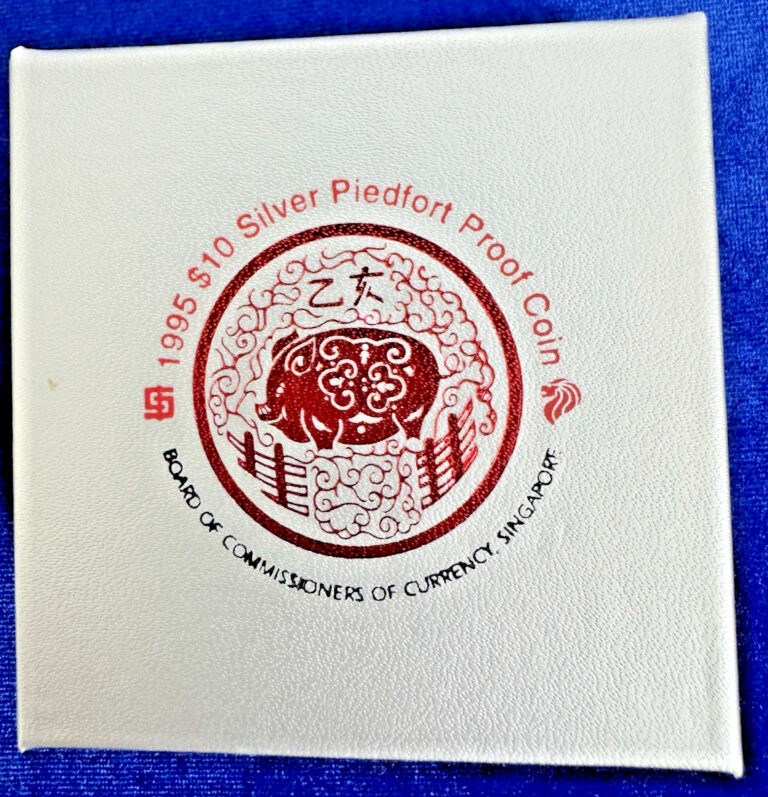 1995 $10 Silver Piedfort Proof Coin
乙亥
BOARD OF COMMISSIONERS OF CURRENCY, SINGAPORE